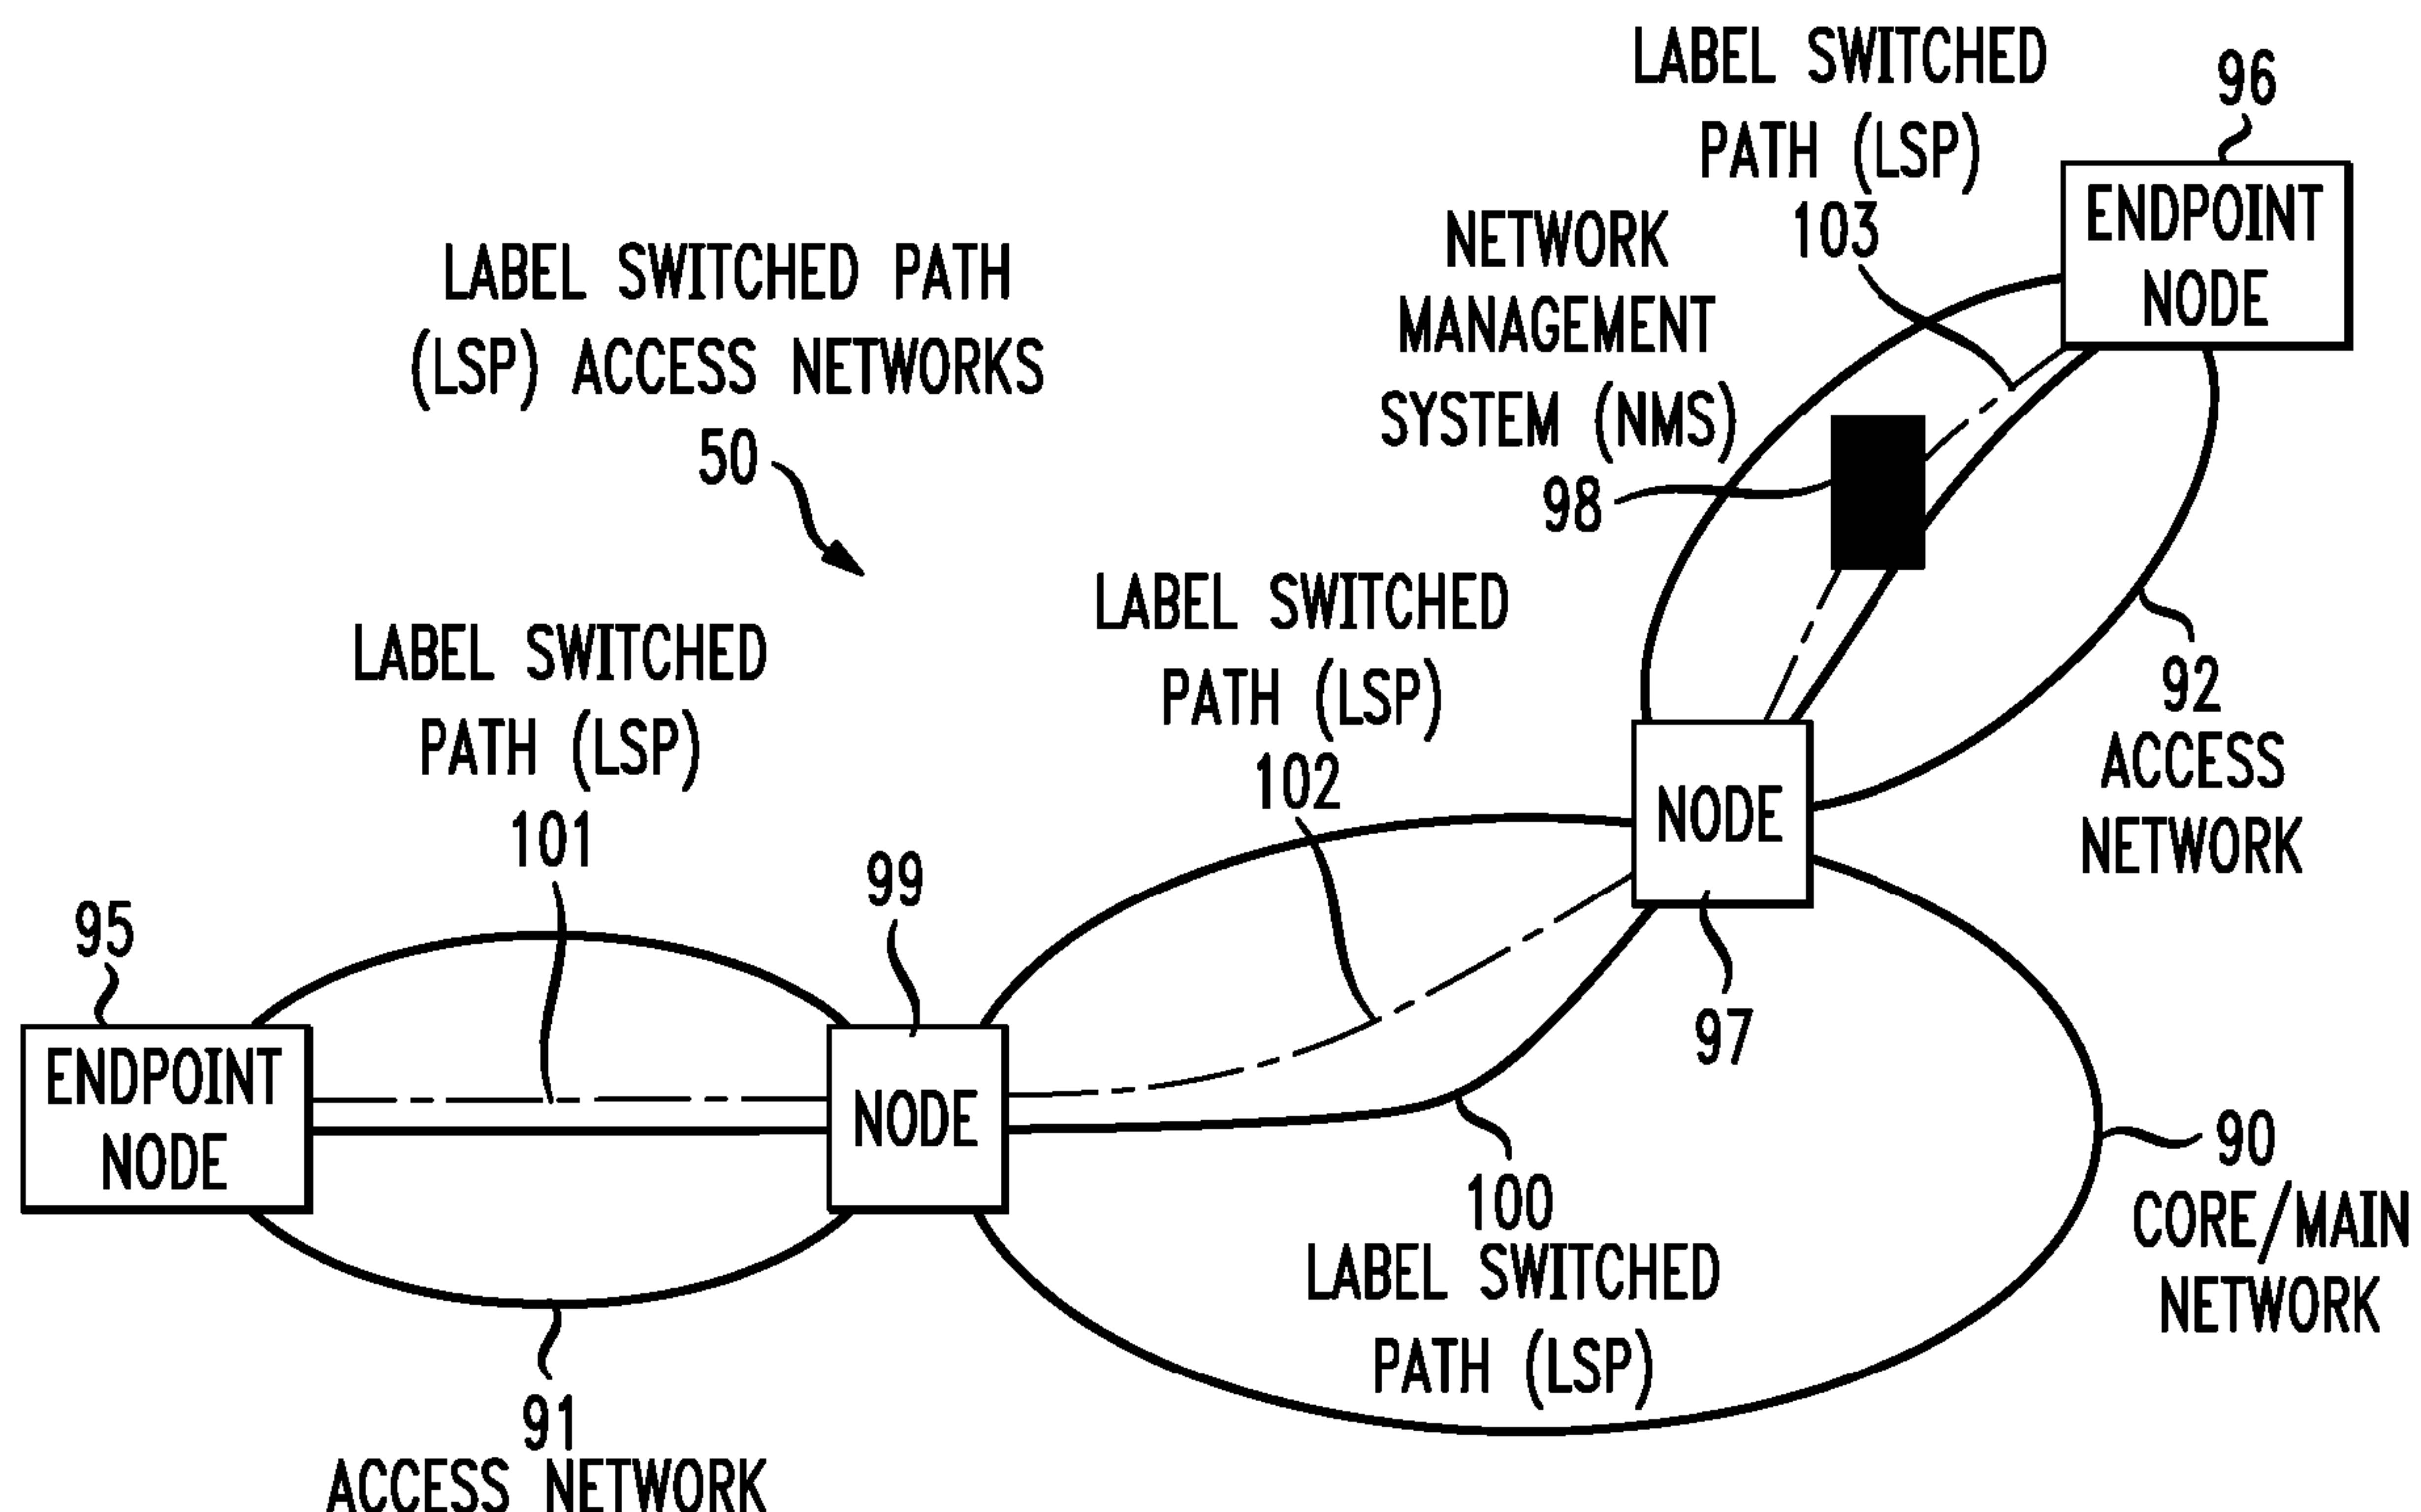 LABEL SWITCHED
PATH (LSP)
103
96
ENDPOINT
NODE
NETWORK
MANAGEMENT
SYSTEM (NMS)
98
LABEL SWITCHED PATH
(LSP) ACCESS NETWORKS
50
LABEL SWITCHED
PATH (LSP)
102
LABEL SWITCHED
PATH (LSP)
101
92
ACCESS
NETWORK
NODE
97
99
95
ENDPOINT
NODE
NODE
100
LABEL SWITCHED
PATH (LSP)
90
CORE/MAIN
NETWORK
91
ACCESS NETWORK